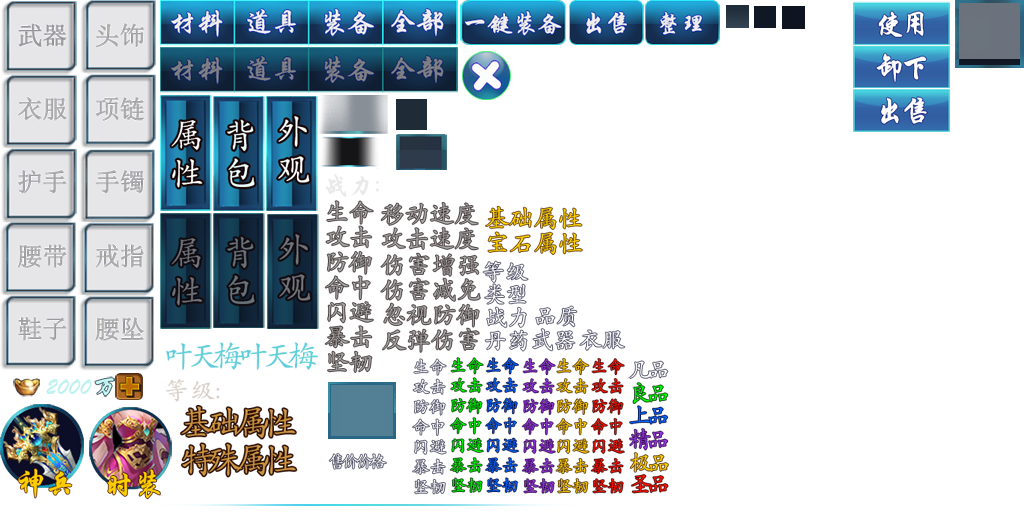 武器 头饰
衣服 项链
护手 手镯
腰带 戒指
鞋子 腰坠
2000万
神兵 时装
材料 道具 装备 全部 一键装备 出售 整理
材料 道具 装备 全部
属性 背包 外观
属性 背包 外观
叶天梅叶天梅
等级:
基础属性
特殊属性
战力:
生命 移动速度
攻击 攻击速度
防御 伤害增强
命中 伤害减免
闪避 忽视防御
暴击 反弹伤害
坚韧
基础属性
宝石属性
等级
类型
战力 品质
丹药武器衣服
售价价格
生命 生命 生命 生命 生命 生命
攻击 攻击 攻击 攻击 攻击 攻击
防御 防御 防御 防御 防御 防御
命中 命中 命中 命中 命中 命中
闪避 闪避 闪避 闪避 闪避 闪避
暴击 暴击 暴击 暴击 暴击 暴击
坚韧 坚韧 坚韧 坚韧 坚韧 坚韧
凡品
良品
上品
精品
极品
圣品
使用
卸下
出售